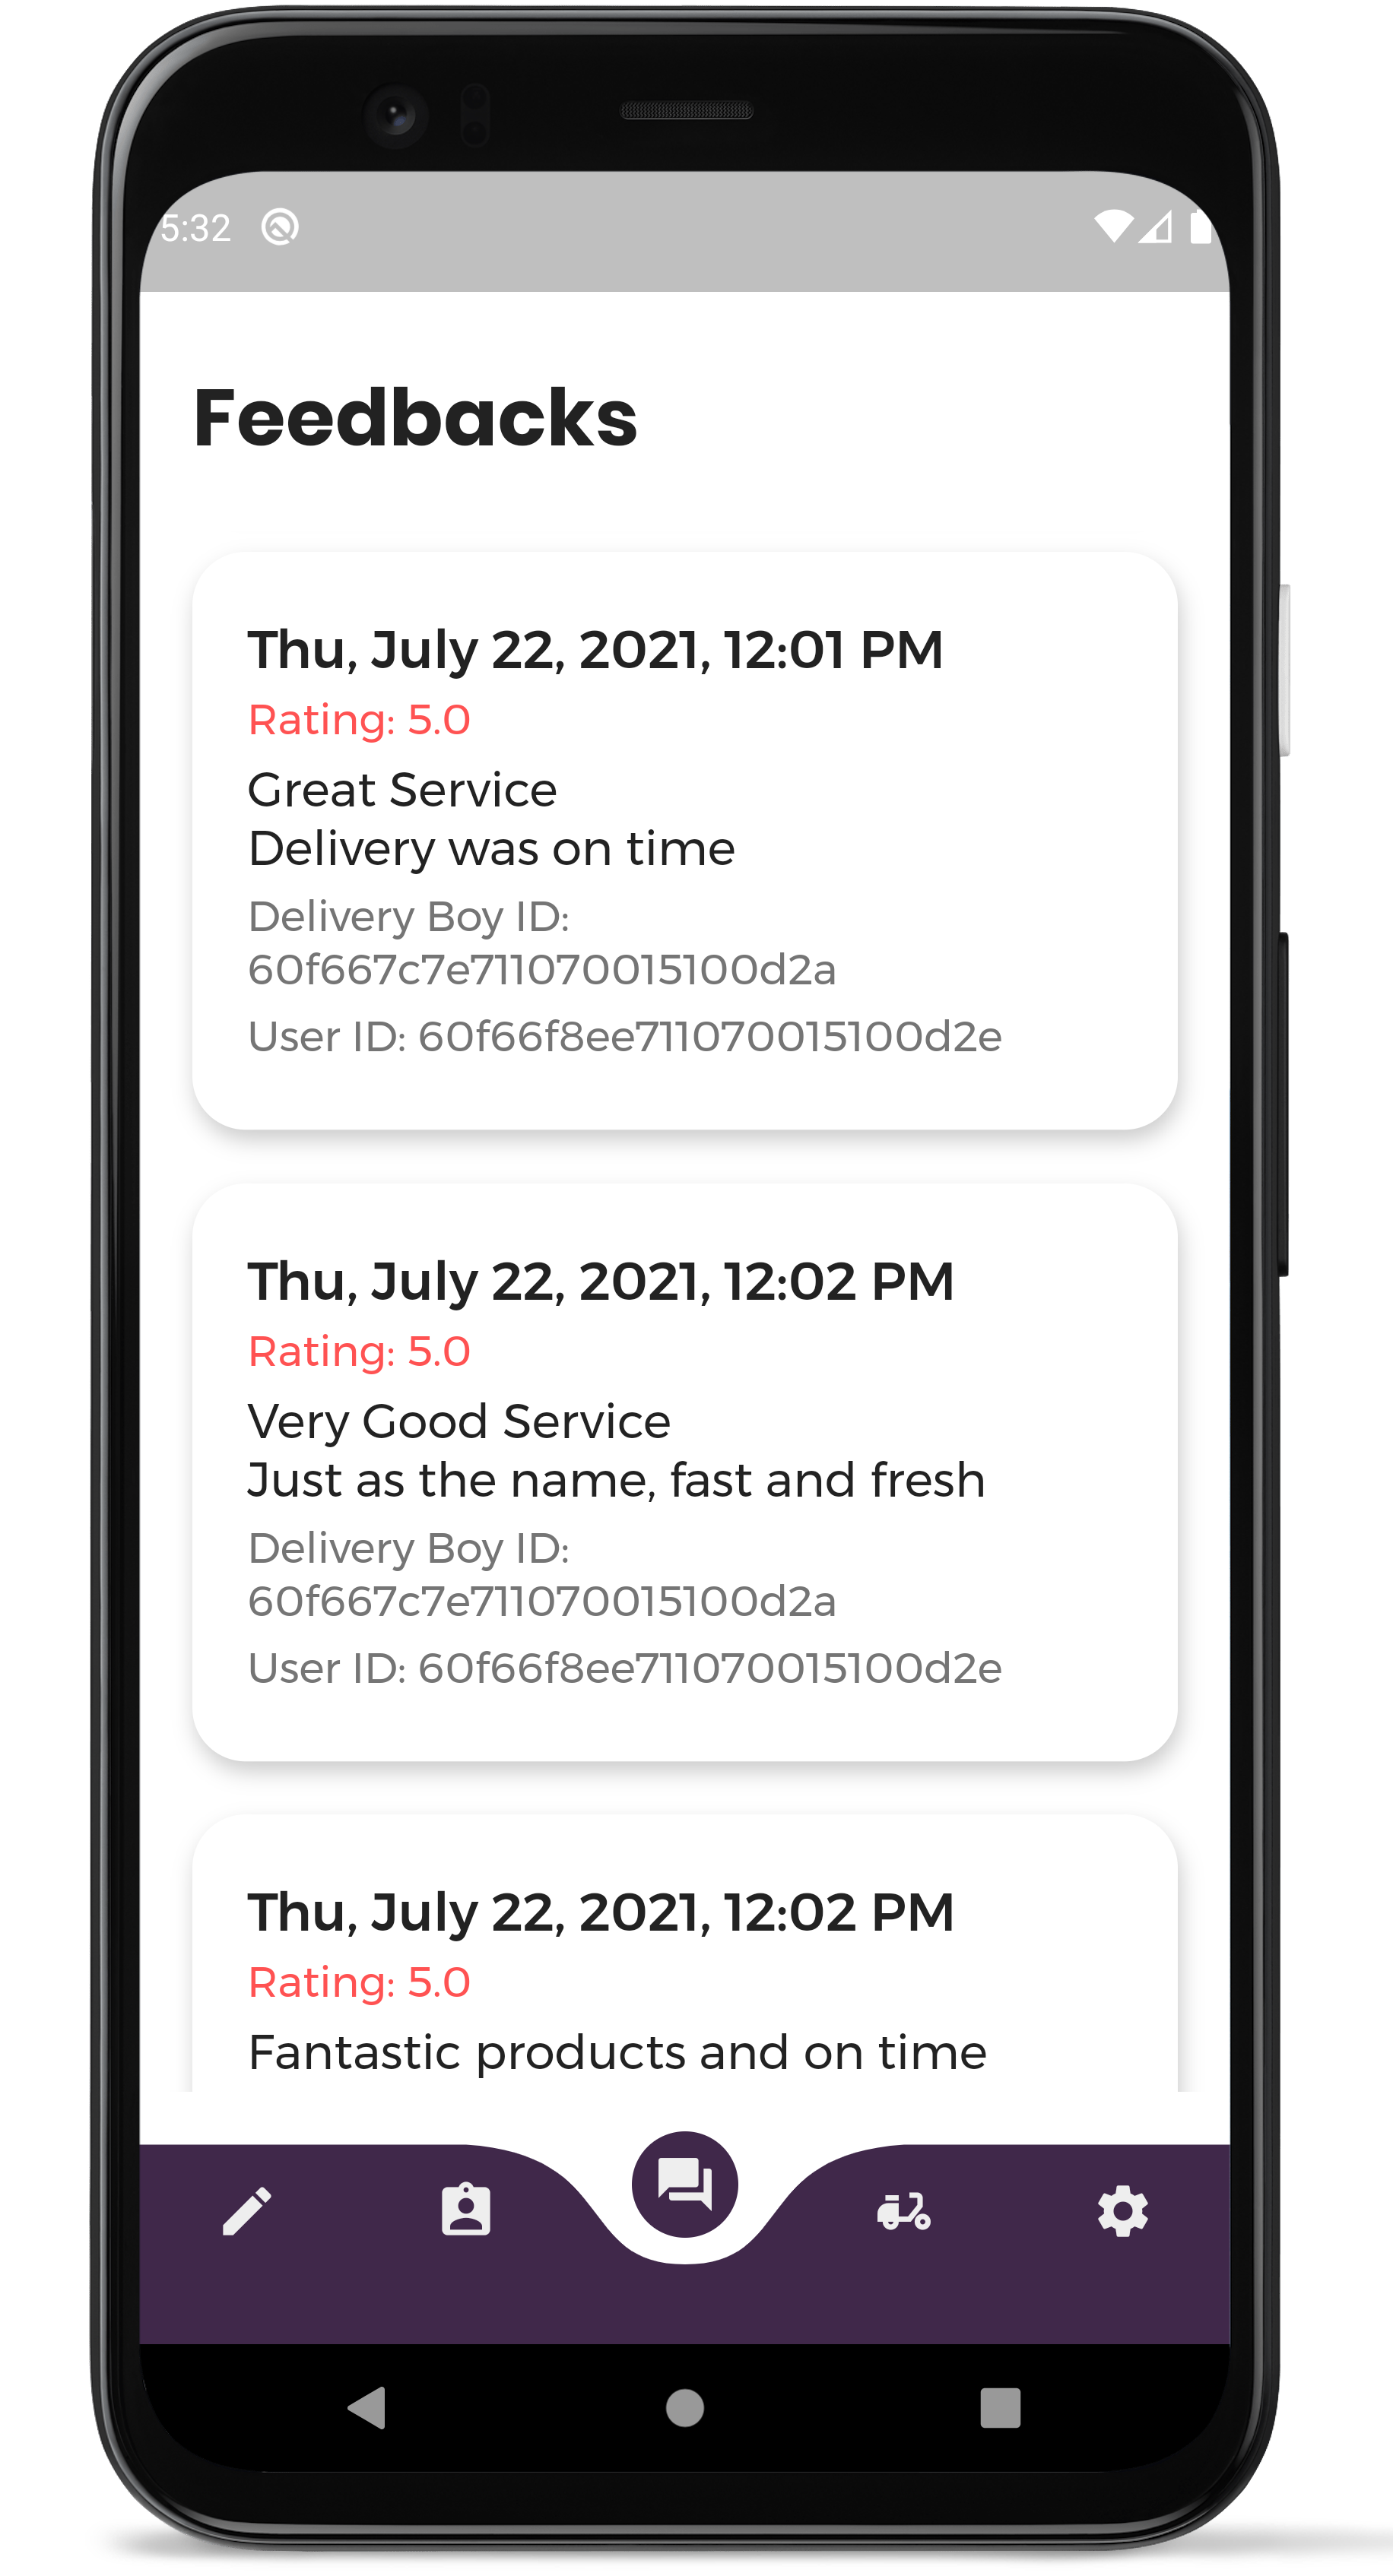 5:32
Feedbacks
Thu, July 22, 2021, 12:01 PM
Rating: 5.0
Great Service
Delivery was on time
Delivery Boy ID:
60f667c7e711070015100d2a
User ID: 60f66f8ee711070015100d2e
Thu, July 22, 2021, 12:02 PM
Rating: 5.0
Very Good Service
Just as the name, fast and fresh
Delivery Boy ID:
60f667c7e711070015100d2a
User ID: 60f66f8ee711070015100d2e
Thu, July 22, 2021, 12:02 PM
Rating: 5.0
Fantastic products and on time